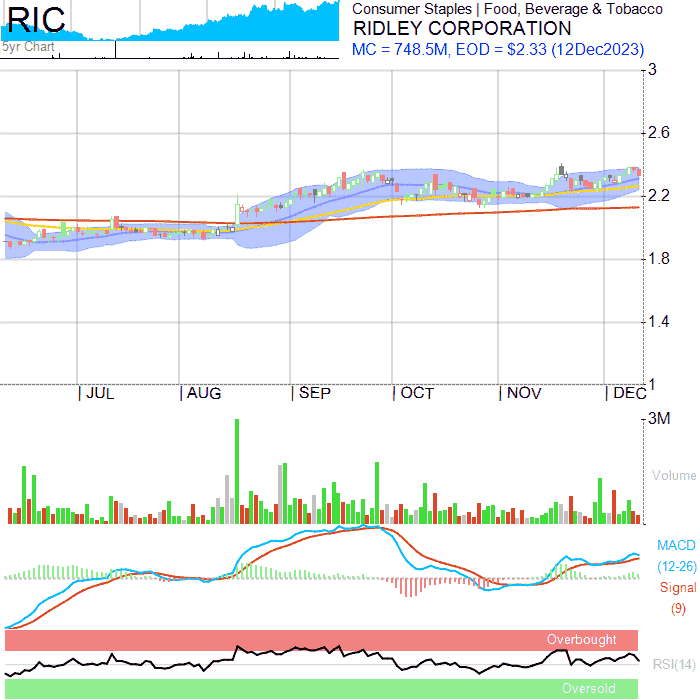 RIC
5yr Chart
Consumer Staples | Food, Beverage & Tobacco
RIDLEY CORPORATION
MC = 748.5M, EOD = $2.33 (12Dec2023)
3
2.6
2.2
1.8
1.4
1
| JUL | AUG | SEP | OCT | NOV | DEC
3M
Volume
MACD
(12-26)
Signal
(9)
Overbought
RSI(14)
Oversold